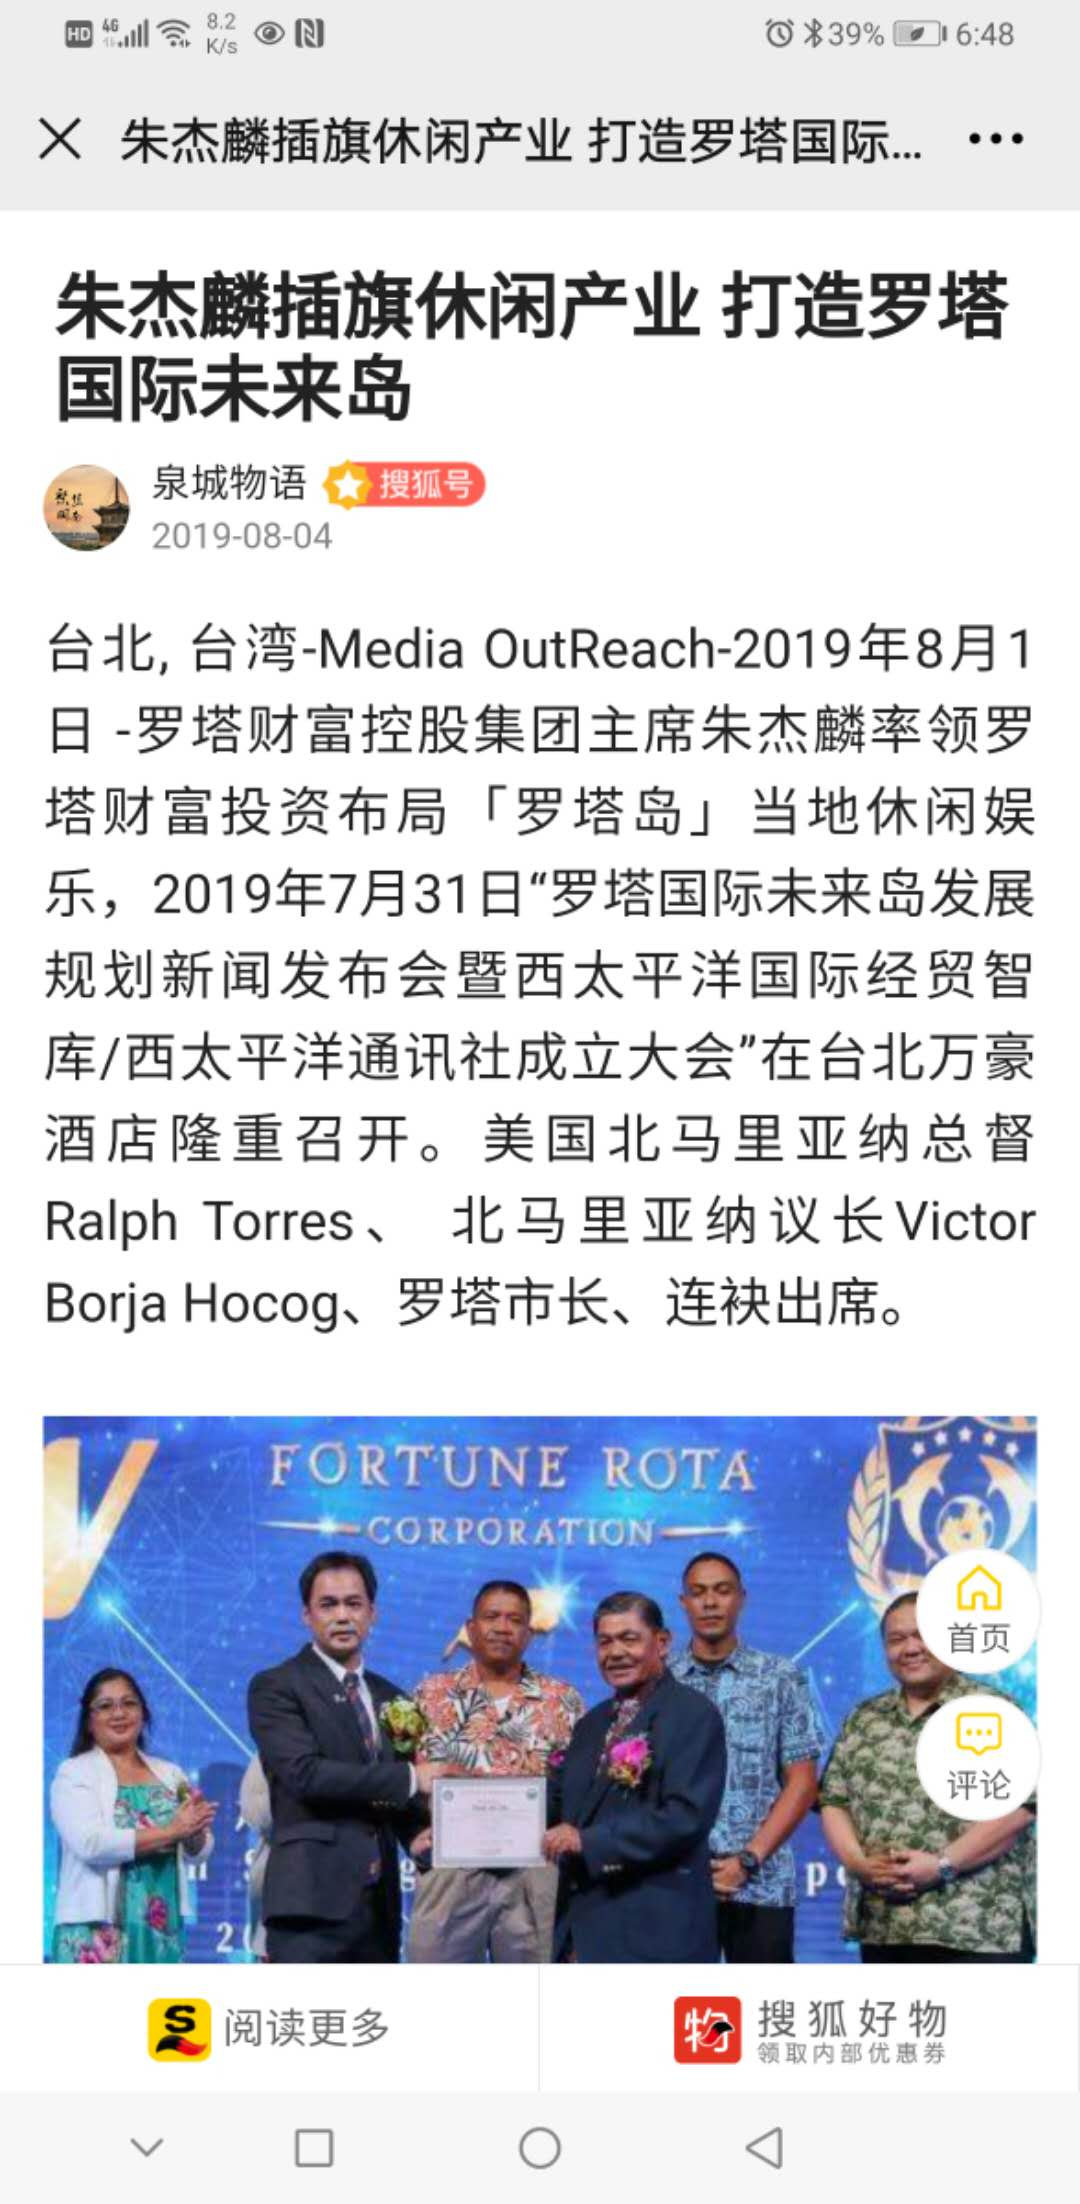 HD 4G 8.2 K/s 39% 6:48
朱杰麟插旗休闲产业 打造罗塔国际...
朱杰麟插旗休闲产业 打造罗塔
国际未来岛
泉城物语 搜狐号
2019-08-04
台北, 台湾-Media OutReach-2019年8月1
日 -罗塔财富控股集团主席朱杰麟率领罗
塔财富投资布局「罗塔岛」当地休闲娱
乐，2019年7月31日“罗塔国际未来岛发展
规划新闻发布会暨西太平洋国际经贸智
库/西太平洋通讯社成立大会”在台北万豪
酒店隆重召开。美国北马里亚纳总督
Ralph Torres、 北马里亚纳议长Victor
Borja Hocog、罗塔市长、连袂出席。
FORTUNE ROTA
CORPORATION
首页
评论
阅读更多
物 搜狐好物
领取内部优惠券